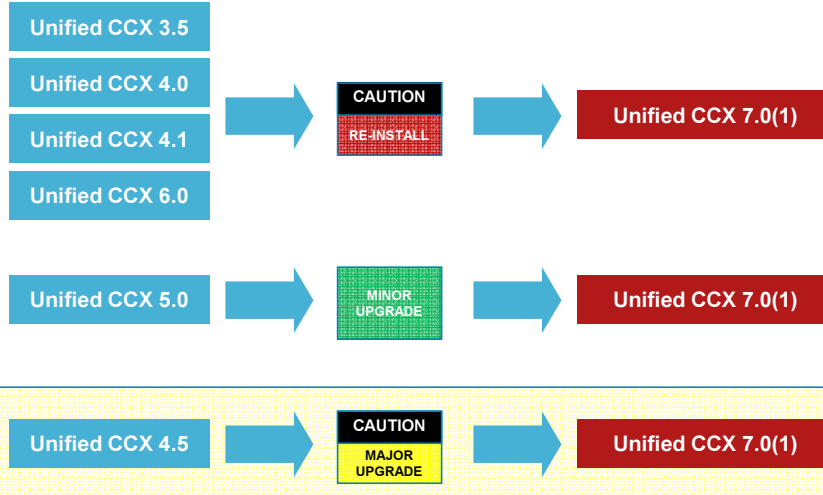 Unified CCX 3.5
Unified CCX 4.0
Unified CCX 4.1
Unified CCX 6.0
CAUTION
RE-INSTALL
Unified CCX 7.0(1)
Unified CCX 5.0
MINOR
UPGRADE
Unified CCX 7.0(1)
Unified CCX 4.5
CAUTION
MAJOR
UPGRADE
Unified CCX 7.0(1)